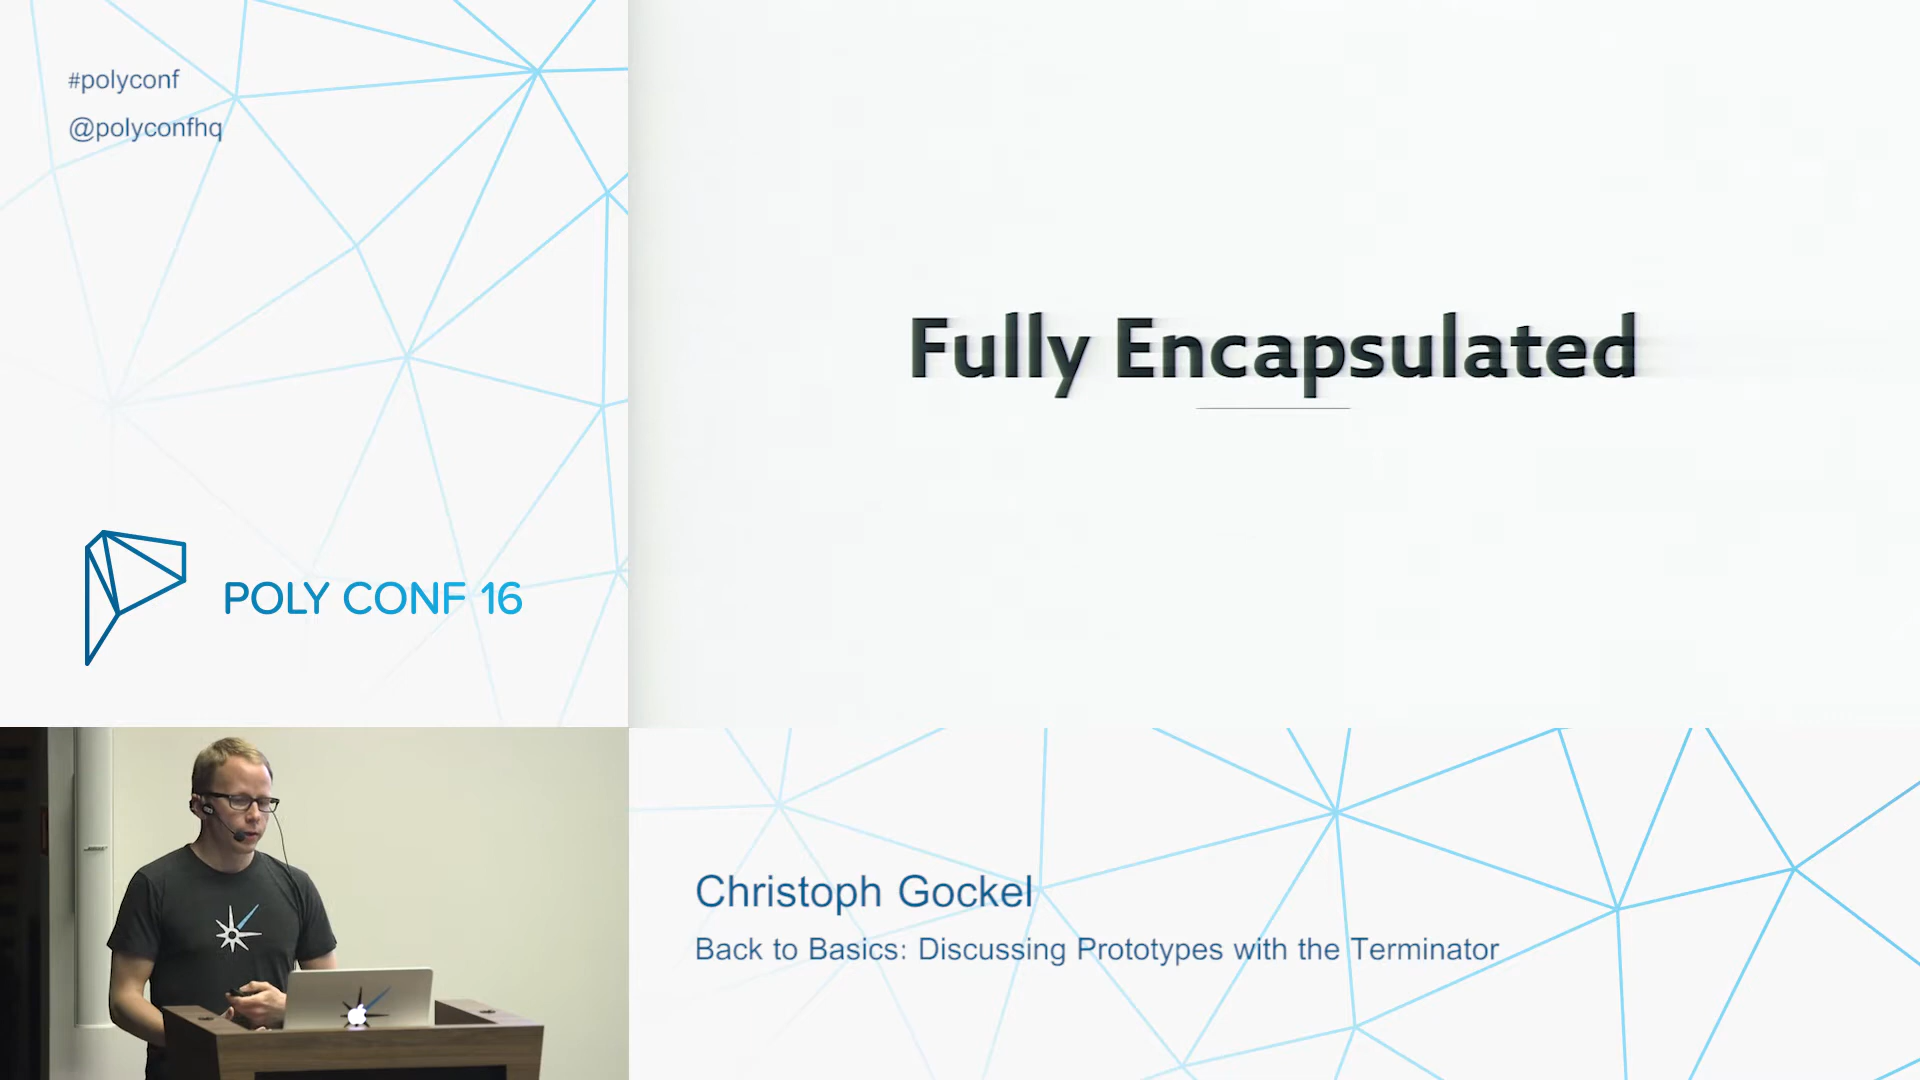 #polyconf
@polyconfhq
Fully Encapsulated
POLY CONF 16
Christoph Gockel
Back to Basics: Discussing Prototypes with the Terminator